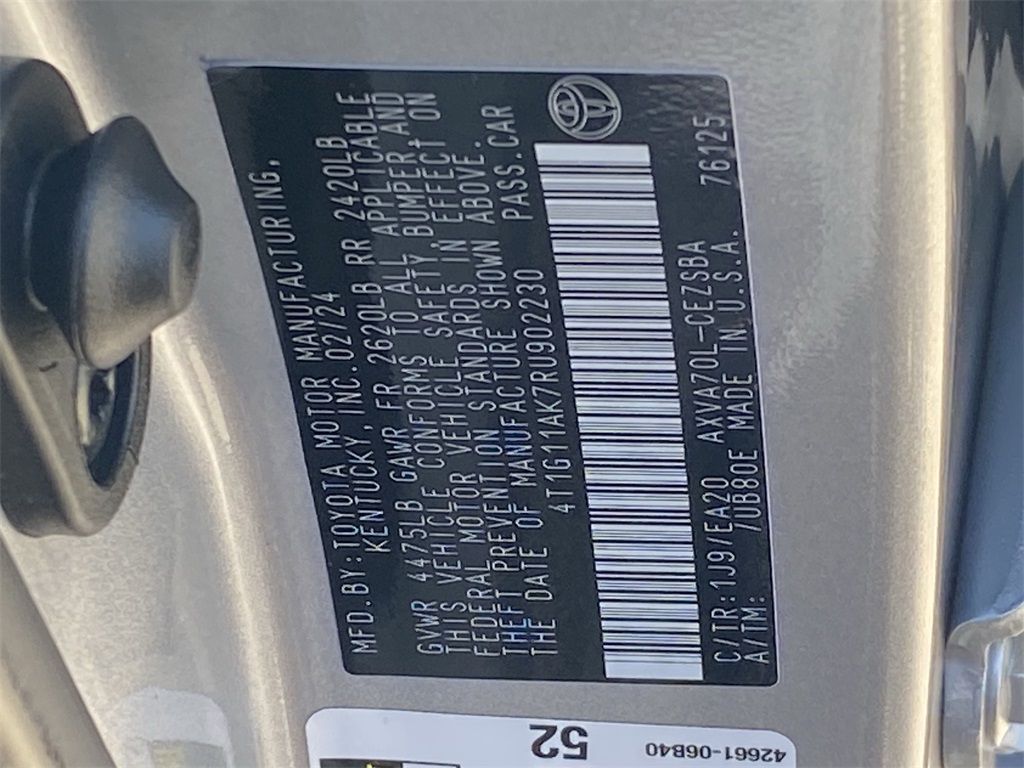 MFD.BY:TOYOTA MOTOR MANUFACTURING,
KENTUCKY, INC. 02/24
GVWR 4475LB GAWR FR 2620LB RR 2420LB
THIS VEHICLE CONFORMS TO ALL APPLICABLE
FEDERAL MOTOR VEHICLE SAFETY,BUMPER,AND
THEFT PREVENTION STANDARDS IN EFFECT ON
THE DATE OF MANUFACTURE SHOWN ABOVE.
4T1G11AK7RU902230 PASS.CAR
C/TR:1J9/EA20 AXVA70L-CEZSBA 76125
A/TM: /UB80E MADE IN U.S.A.
52
42661-06B40